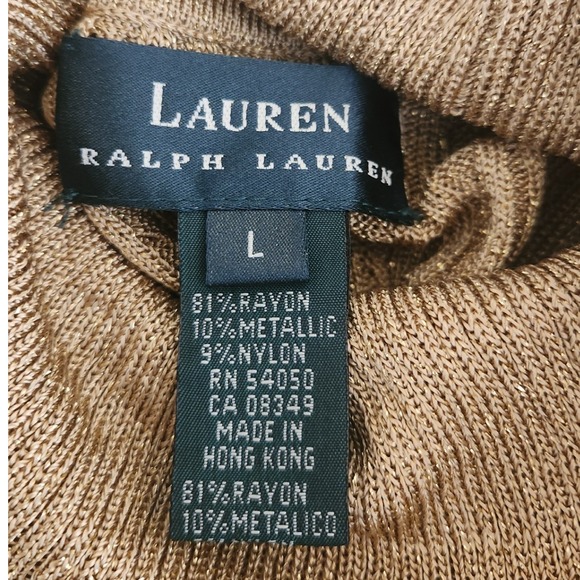 LAUREN
RALPH LAUREN
L
81%RAYON
10%METALLIC
9%NYLON
RN 54050
CA 08349
MADE IN
HONG KONG
81%RAYON
10%METALICO